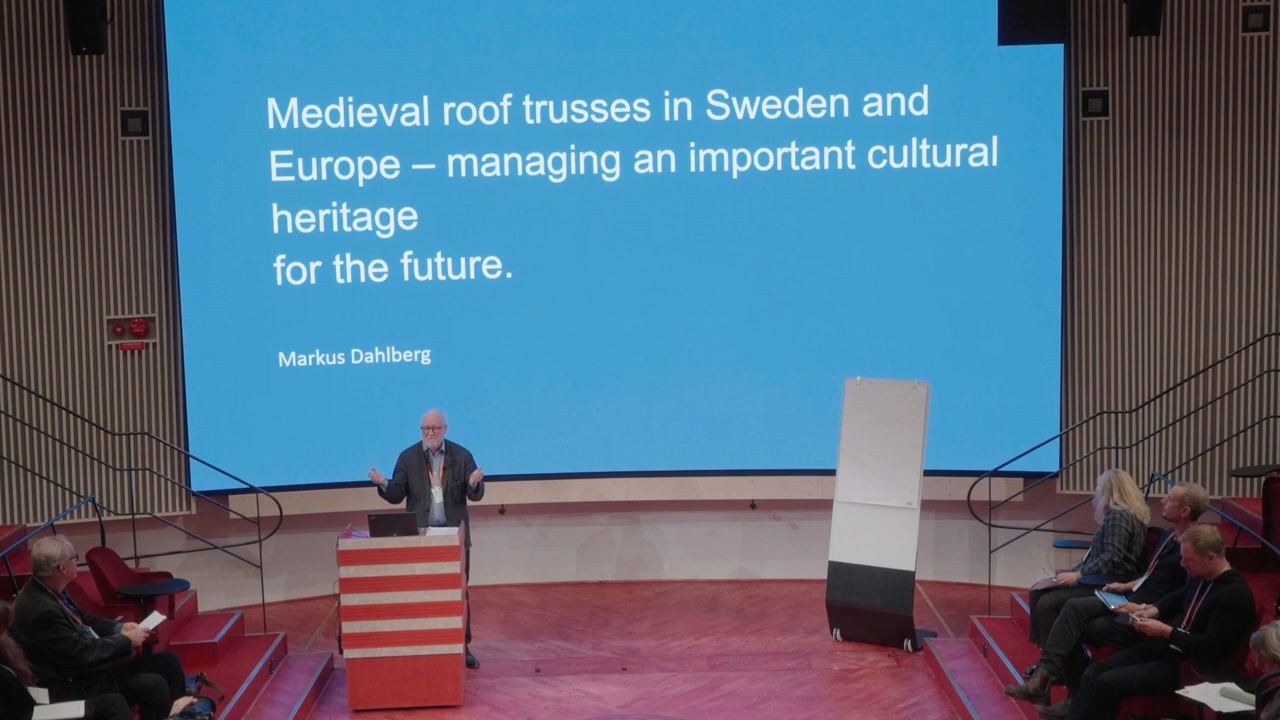 Medieval roof trusses in Sweden and
Europe – managing an important cultural
heritage
for the future.
Markus Dahlberg